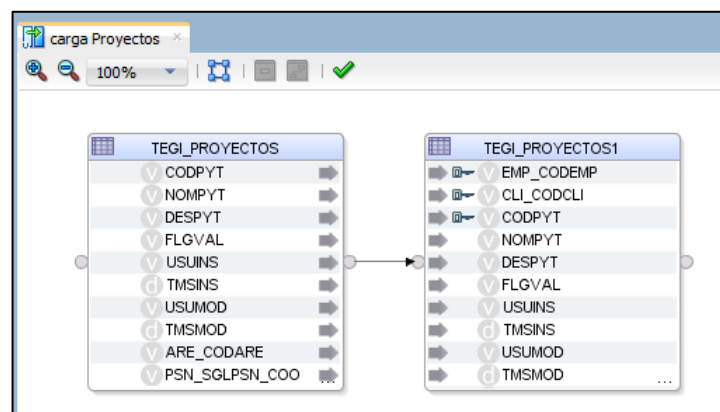 carga Proyectos
100%
TEGI_PROYECTOS
V CODPYT
V NOMPYT
V DESPYT
V FLGVAL
V USUINS
d TMSINS
V USUMOD
d TMSMOD
V ARE_CODARE
V PSN_SGLPSN_COO ...
TEGI_PROYECTOS1
V EMP_CODEMP
V CLI_CODCLI
V CODPYT
V NOMPYT
V DESPYT
V FLGVAL
V USUINS
d TMSINS
V USUMOD
d TMSMOD ...